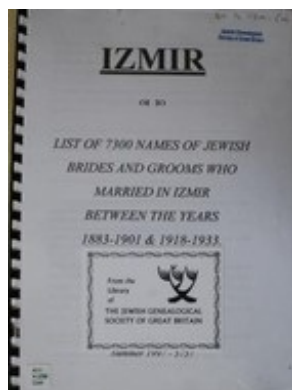 IZMIR
LIST OF 7300 NAMES OF JEWISH
BRIDES AND GROOMS WHO
MARRIED IN IZMIR
BETWEEN THE YEARS
1883-1901 & 1918-1933.
From the
Library
of
THE JEWISH GENEALOGICAL
SOCIETY OF GREAT BRITAIN